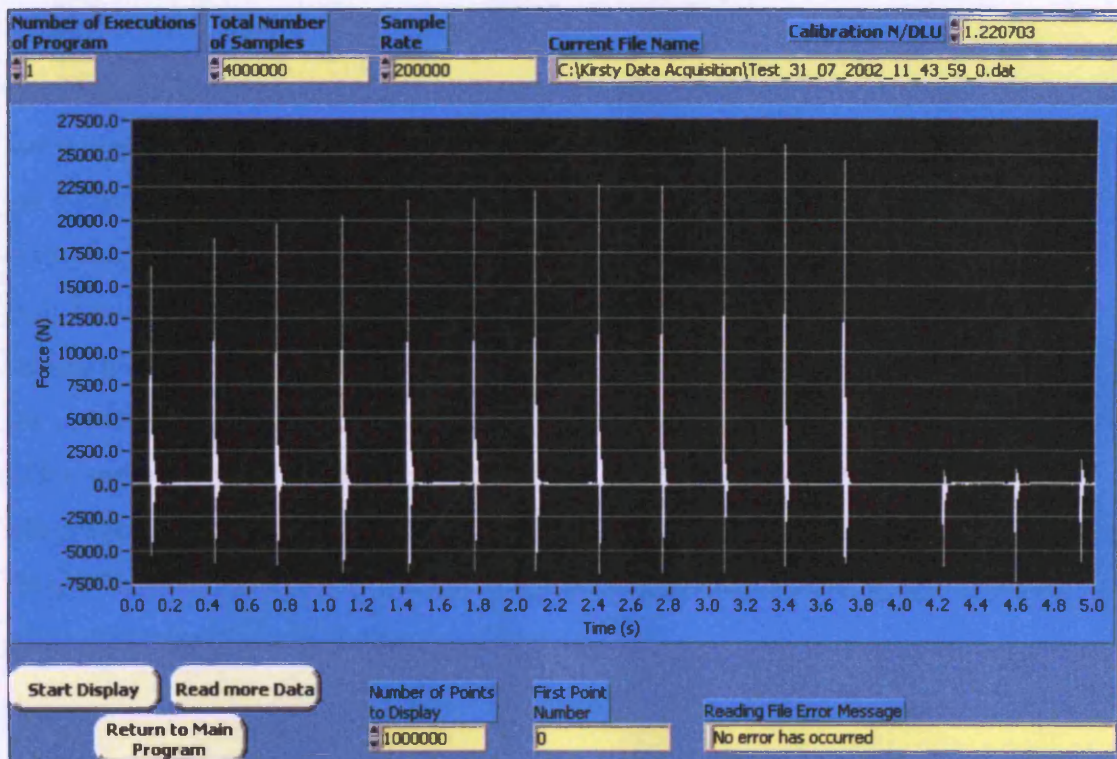 Number of Executions
of Program
1
Total Number
of Samples
4000000
Sample
Rate
200000
Current File Name
C:\Kirsty Data Acquisition\Test_31_07_2002_11_43_59_0.dat
Calibration N/DLU
1.220703
Force (N)
27500.0
25000.0
22500.0
20000.0
17500.0
15000.0
12500.0
10000.0
7500.0
5000.0
2500.0
0.0
-2500.0
-5000.0
-7500.0
0.0 0.2 0.4 0.6 0.8 1.0 1.2 1.4 1.6 1.8 2.0 2.2 2.4 2.6 2.8 3.0 3.2 3.4 3.6 3.8 4.0 4.2 4.4 4.6 4.8 5.0
Time (s)
Start Display
Read more Data
Return to Main
Program
Number of Points
to Display
1000000
First Point
Number
0
Reading File Error Message
No error has occurred